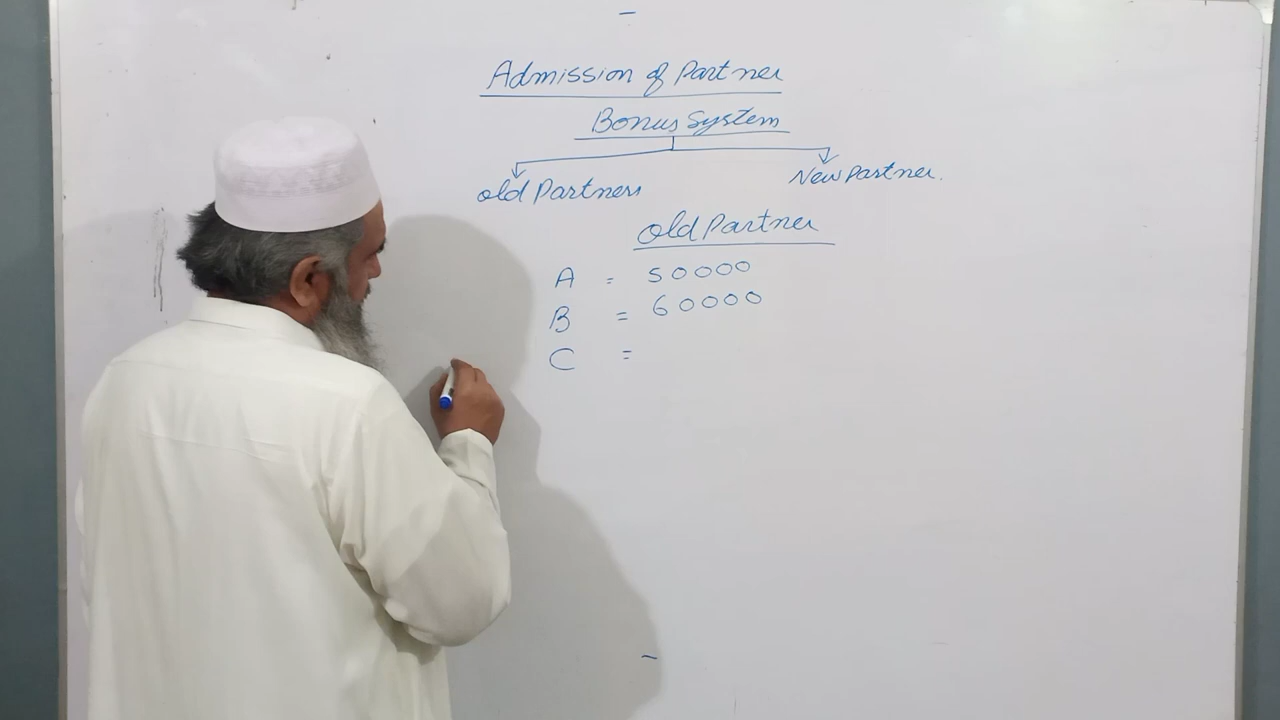 Admission of Partner
Bonus System
old Partners
New Partner.
old Partner
A = 50000
B = 60000
C =